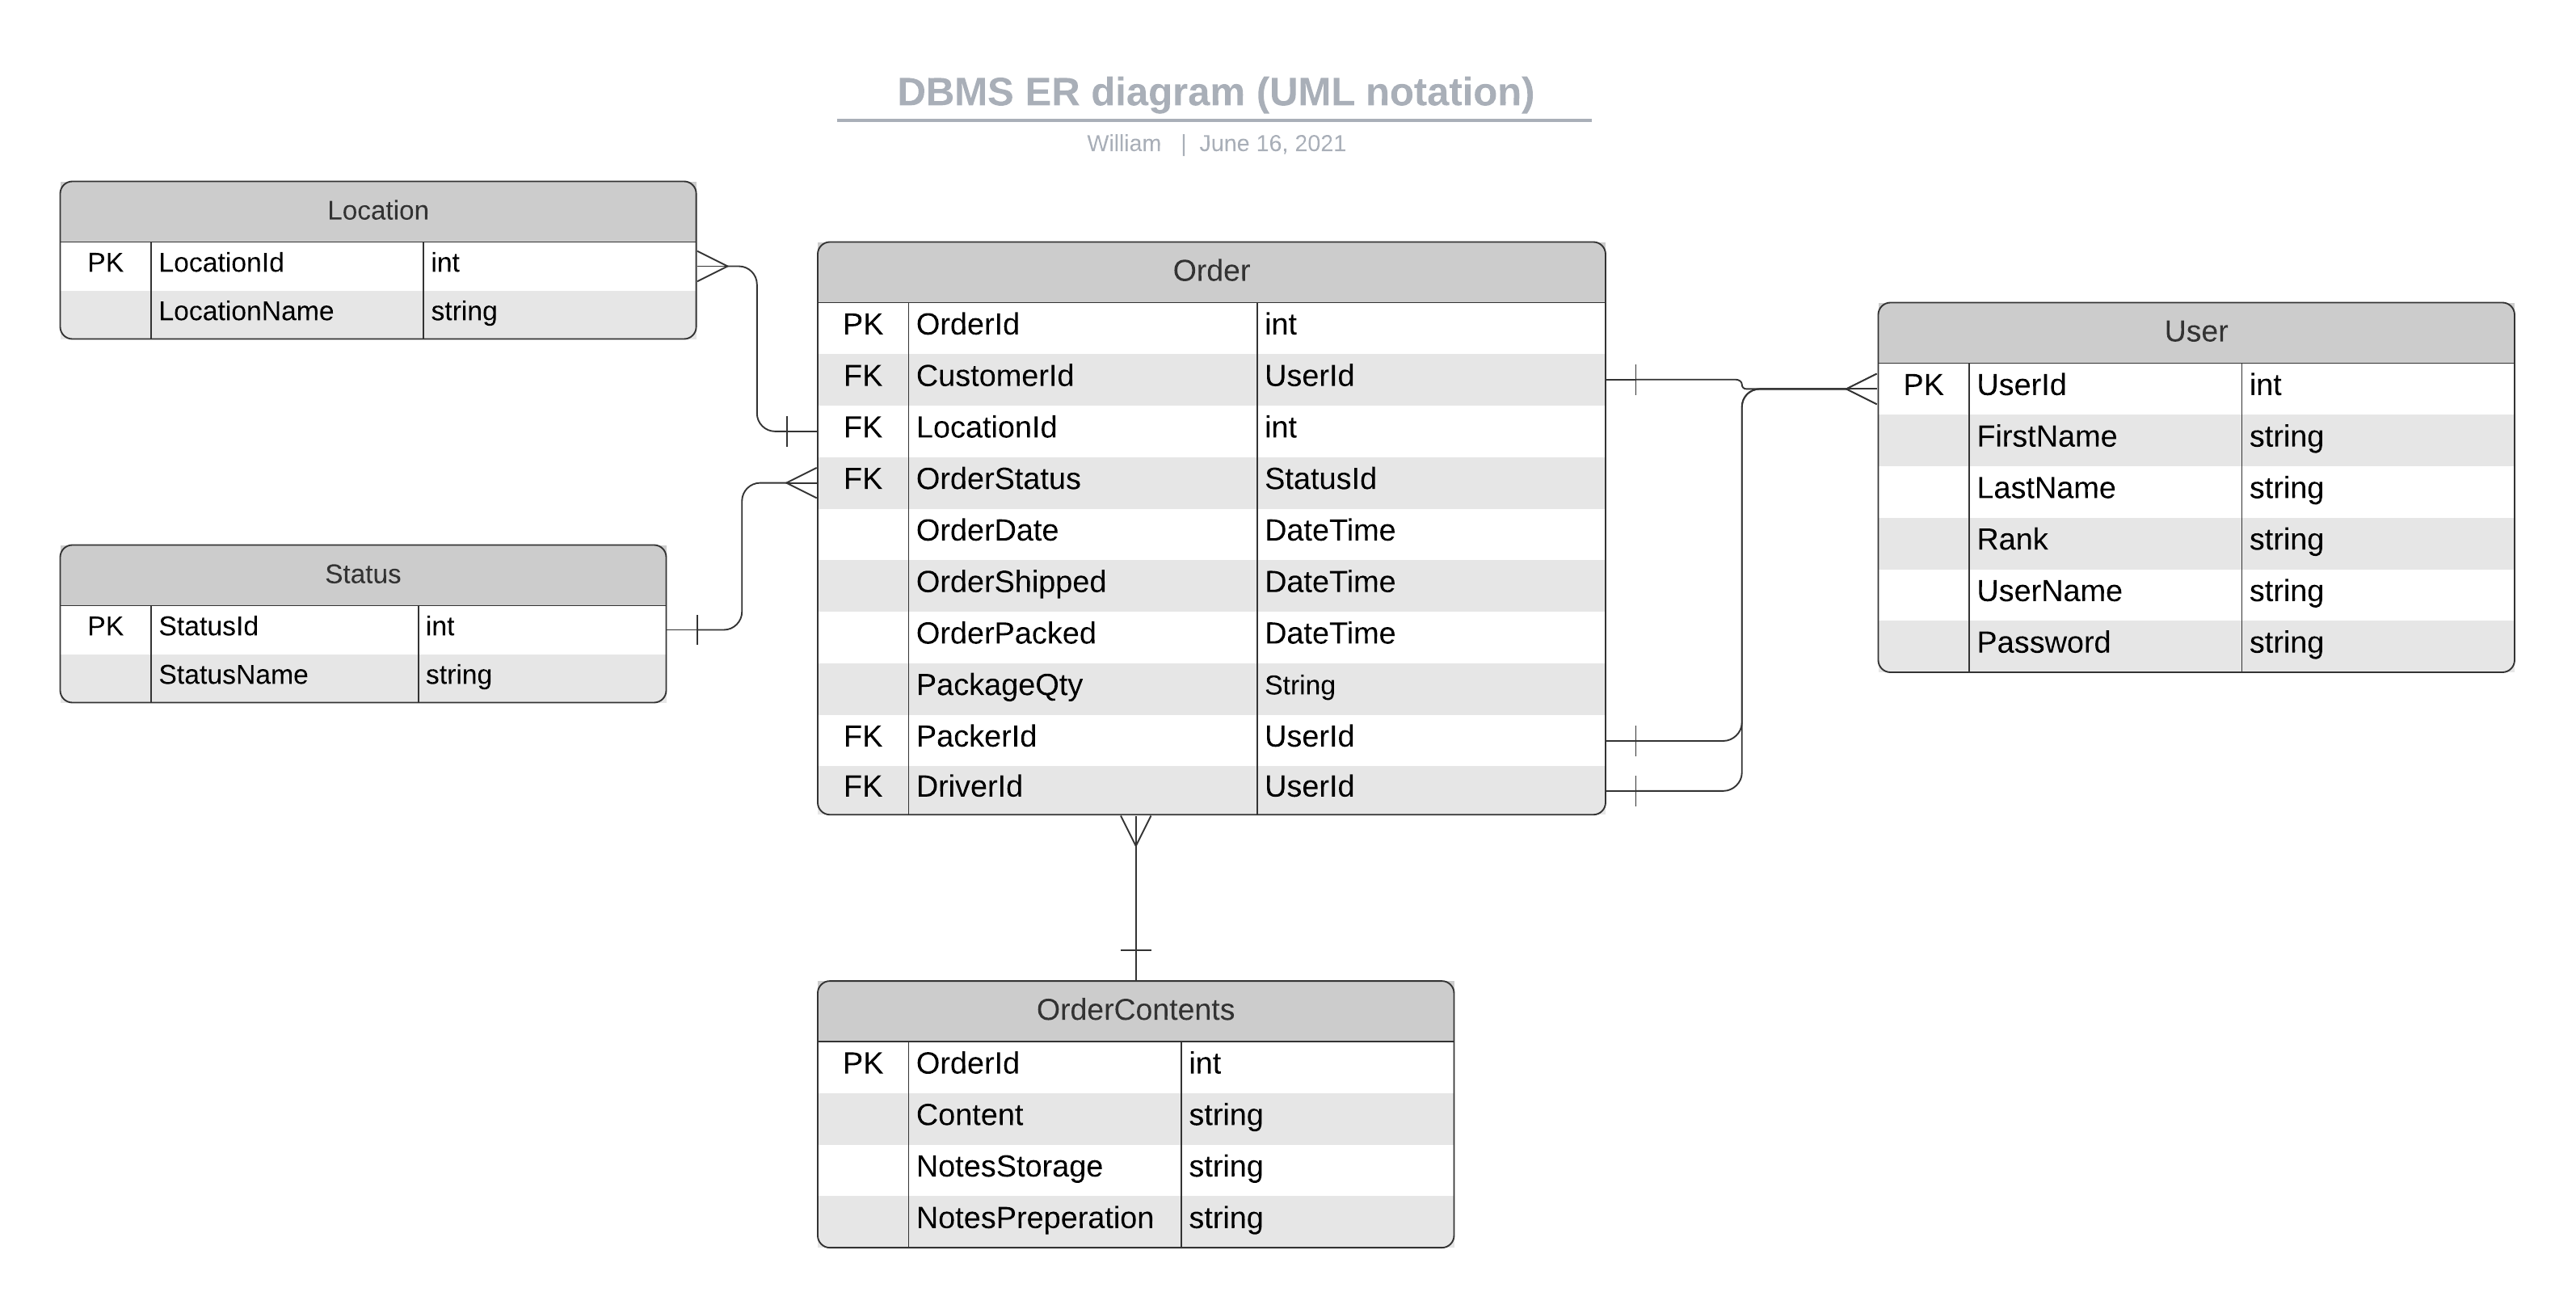 DBMS ER diagram (UML notation)
William | June 16, 2021
Location
PK LocationId int
LocationName string
Status
PK StatusId int
StatusName string
Order
PK OrderId int
FK CustomerId UserId
FK LocationId int
FK OrderStatus StatusId
OrderDate DateTime
OrderShipped DateTime
OrderPacked DateTime
PackageQty String
FK PackerId UserId
FK DriverId UserId
User
PK UserId int
FirstName string
LastName string
Rank string
UserName string
Password string
OrderContents
PK OrderId int
Content string
NotesStorage string
NotesPreperation string